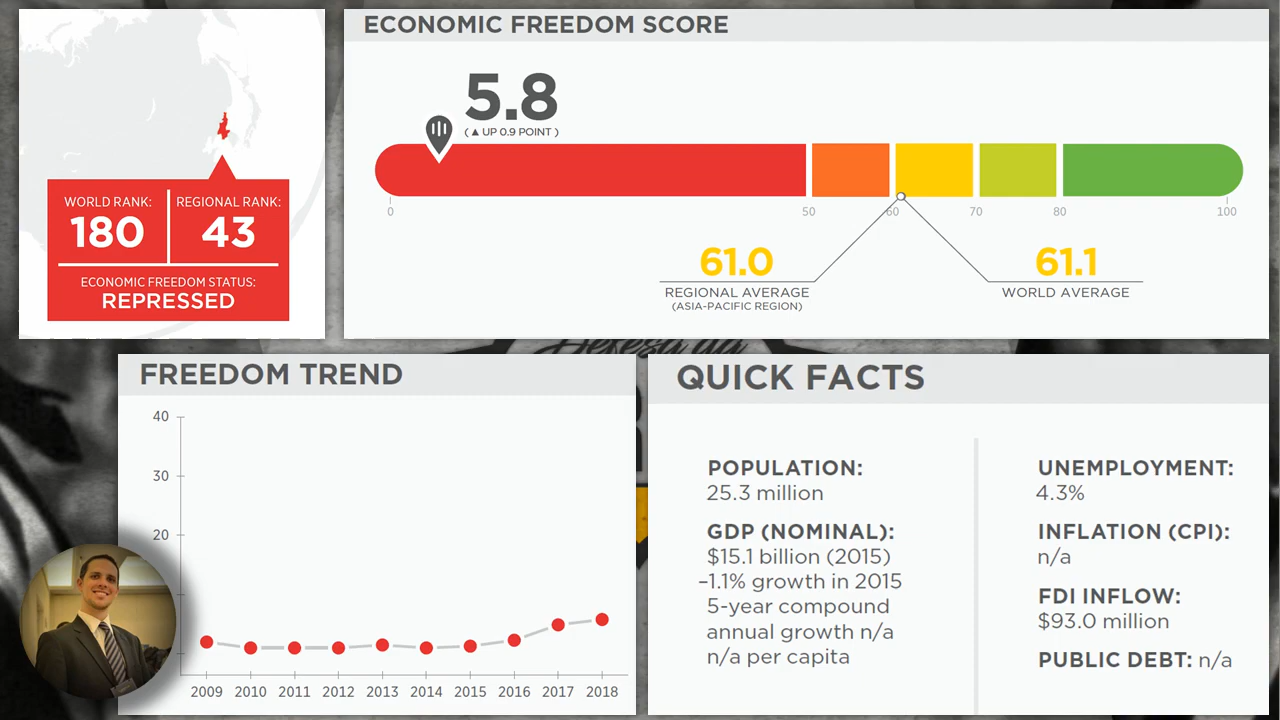 WORLD RANK:
180
REGIONAL RANK:
43
ECONOMIC FREEDOM STATUS:
REPRESSED
ECONOMIC FREEDOM SCORE
5.8
( ▲ UP 0.9 POINT )
0
50
60
70
80
100
61.0
REGIONAL AVERAGE
(ASIA-PACIFIC REGION)
61.1
WORLD AVERAGE
FREEDOM TREND
40
30
20
2009
2010
2011
2012
2013
2014
2015
2016
2017
2018
QUICK FACTS
POPULATION:
25.3 million
GDP (NOMINAL):
$15.1 billion (2015)
–1.1% growth in 2015
5-year compound
annual growth n/a
n/a per capita
UNEMPLOYMENT:
4.3%
INFLATION (CPI):
n/a
FDI INFLOW:
$93.0 million
PUBLIC DEBT: n/a